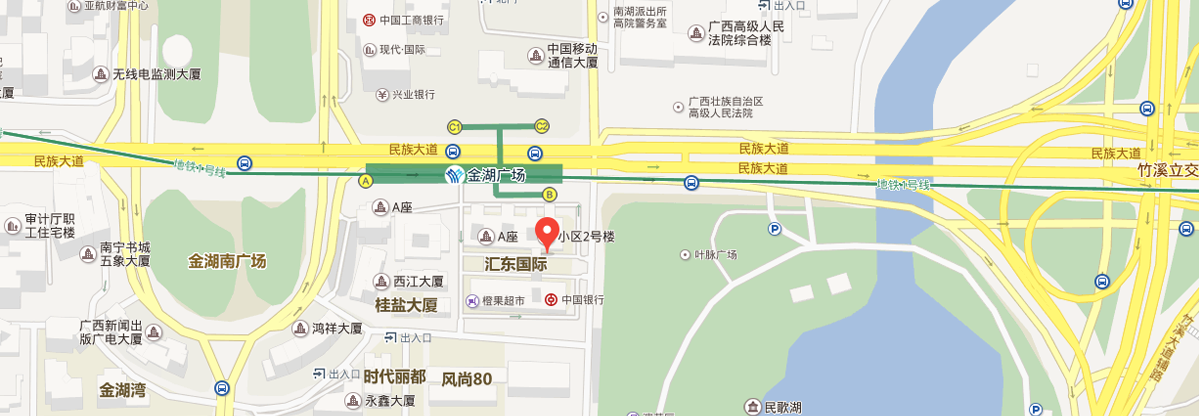 亚航财富中心
北门
出入口
中国工商银行
南湖派出所
高院警务室
广西高级人民
法院综合楼
现代·国际
中国移动
通信大厦
无线电监测大厦
兴业银行
广西壮族自治区
高级人民法院
C1
C2
民族大道
民族大道
民族大道
民族大道
民族大道
民族大道
竹溪立交
地铁1号线
金湖广场
地铁1号线
A
B
A座
审计厅职
工住宅楼
A座
小区2号楼
南宁书城
五象大厦
金湖南广场
汇东国际
叶脉广场
P
P
西江大厦
桂盐大厦
橙果超市
中国银行
广西新闻出
版广电大厦
鸿祥大厦
出入口
竹溪大道辅路
出入口
时代丽都
风尚80
金湖湾
永鑫大厦
民歌湖